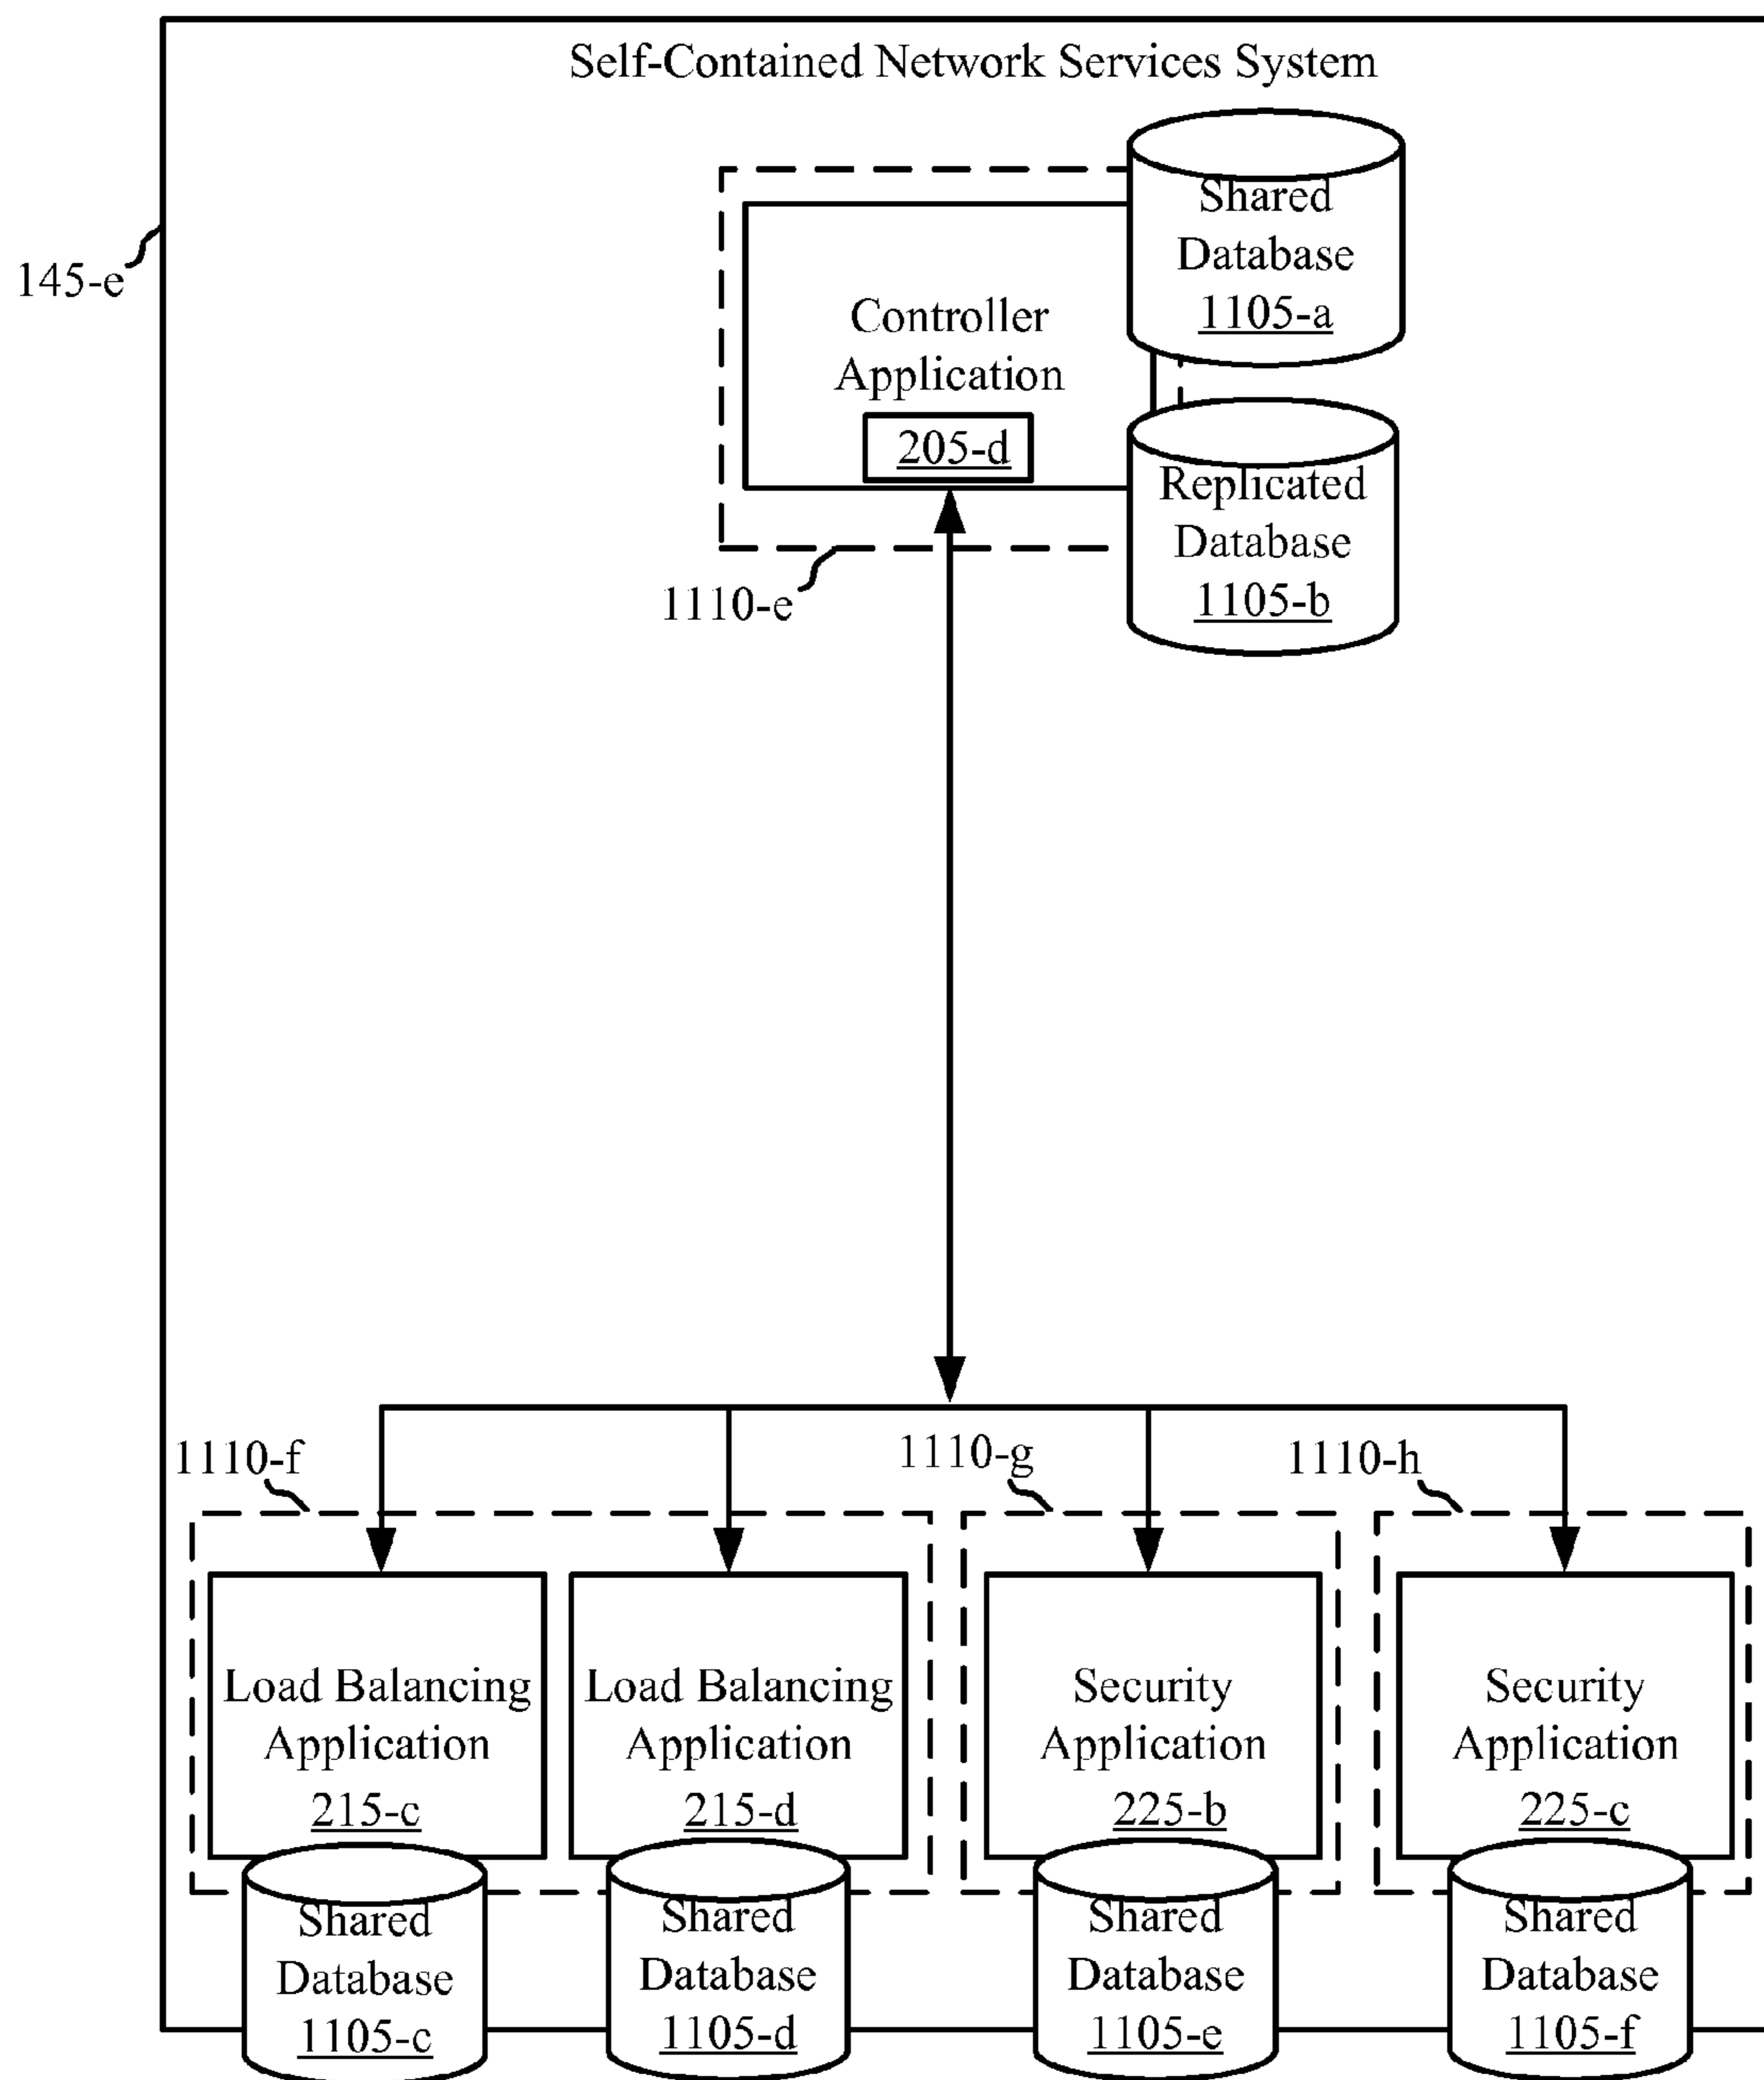 Self-Contained Network Services System
145-e
Shared
Database
1105-a
Controller
Application
205-d
Replicated
Database
1105-b
1110-e
1110-f
1110-g
1110-h
Load Balancing
Application
215-c
Load Balancing
Application
215-d
Security
Application
225-b
Security
Application
225-c
Shared
Database
1105-c
Shared
Database
1105-d
Shared
Database
1105-e
Shared
Database
1105-f